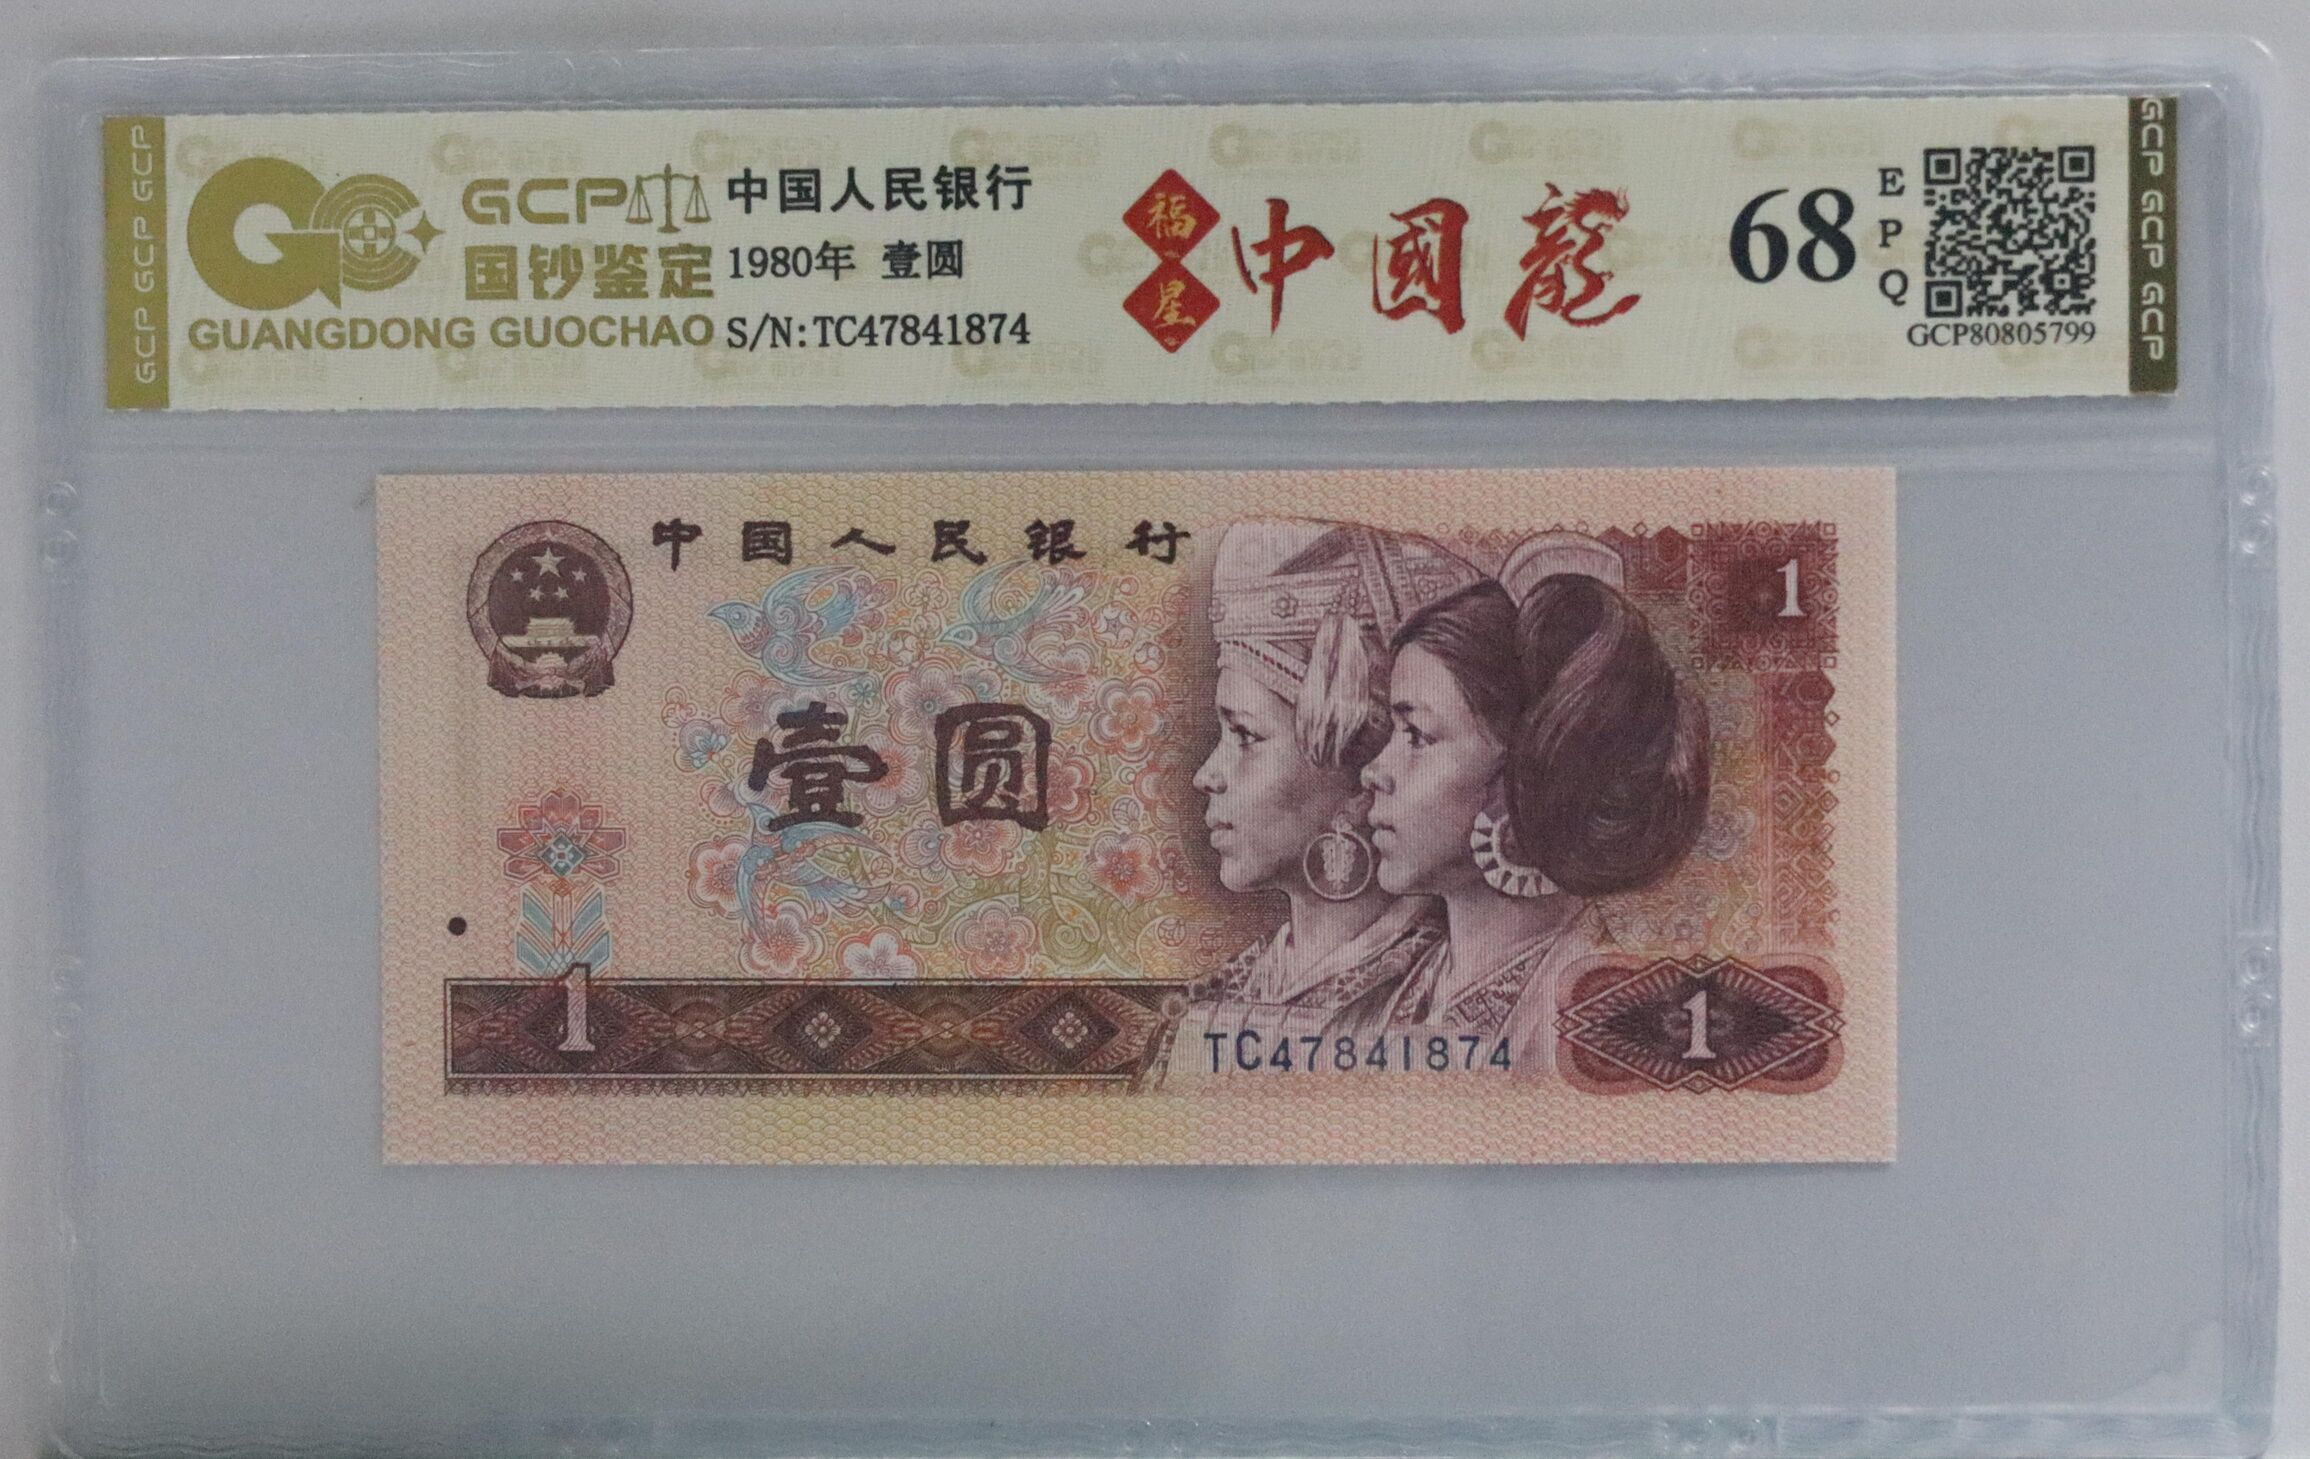 GCP GCP GCP GCP
GCP
国钞鉴定
GUANGDONG GUOCHAO
中国人民银行
1980年 壹圆
S/N:TC47841874
福
星
中國龍
68
E
P
Q
GCP80805799
GCP GCP GCP GCP
中国人民银行
1
壹圆
1
TC47841874
1